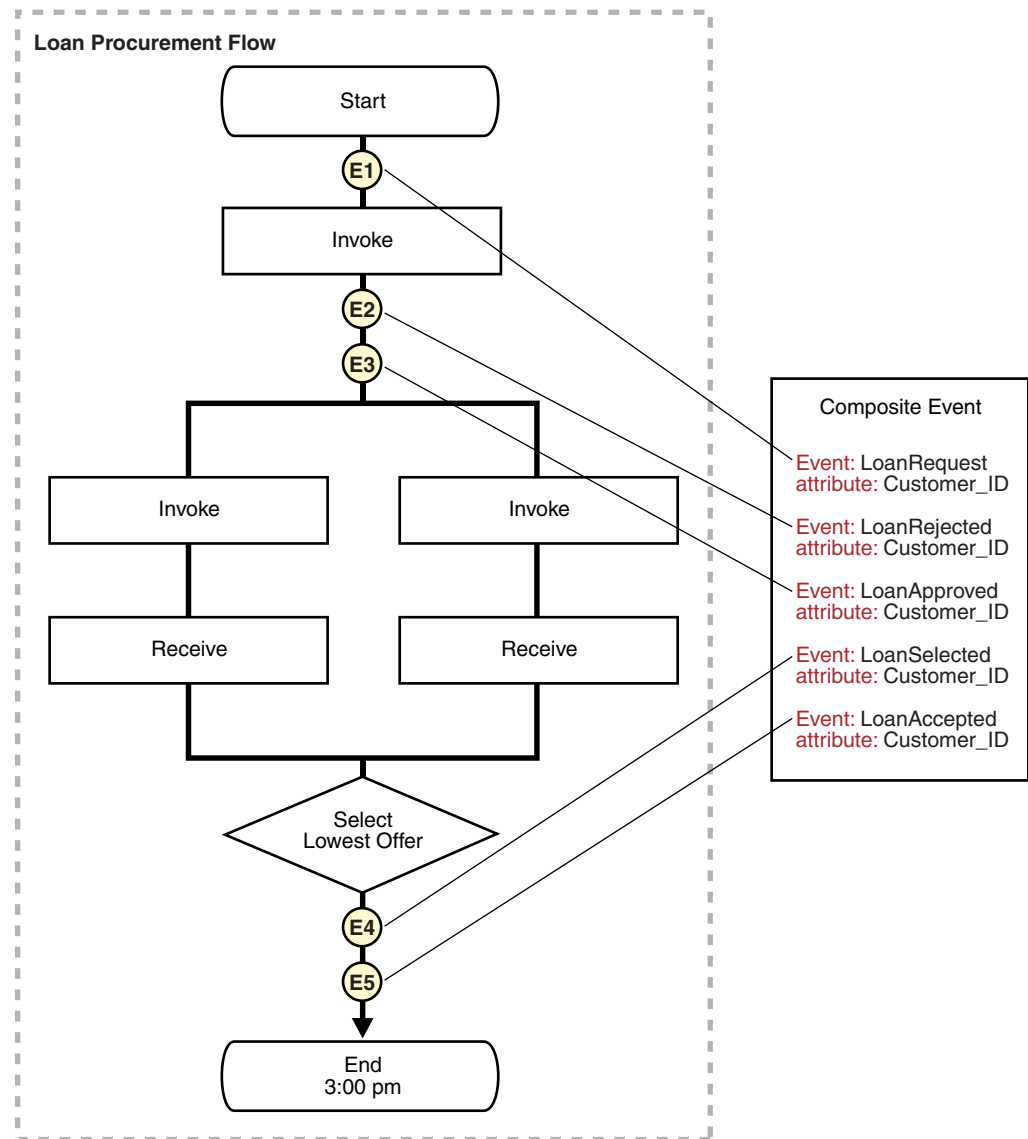 Loan Procurement Flow
Start
E1
Invoke
E2
E3
Invoke
Invoke
Receive
Receive
Select
Lowest Offer
E4
E5
End
3:00 pm
Composite Event
Event: LoanRequest
attribute: Customer_ID
Event: LoanRejected
attribute: Customer_ID
Event: LoanApproved
attribute: Customer_ID
Event: LoanSelected
attribute: Customer_ID
Event: LoanAccepted
attribute: Customer_ID